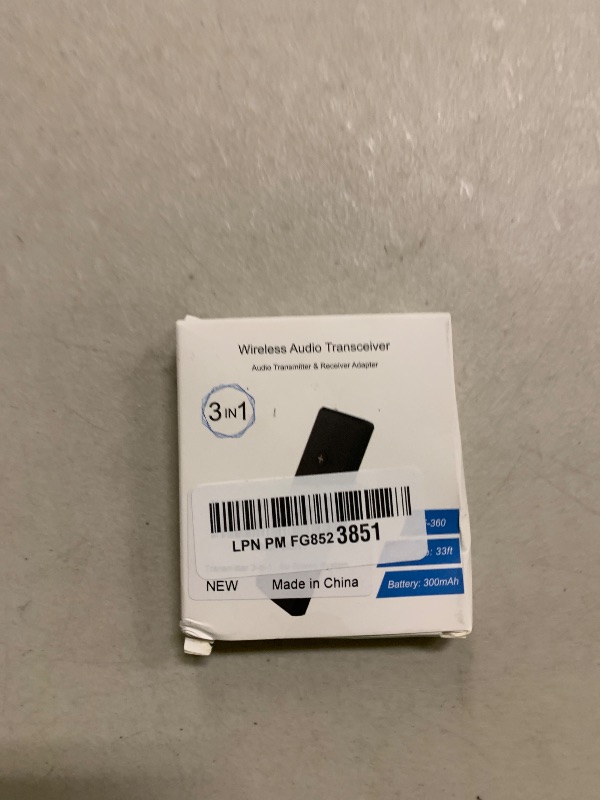 Wireless Audio Transceiver
Audio Transmitter & Receiver Adapter
3 IN 1
-360
LPN PM FG852 3851
: 33ft
NEW Made in China
Battery: 300mAh